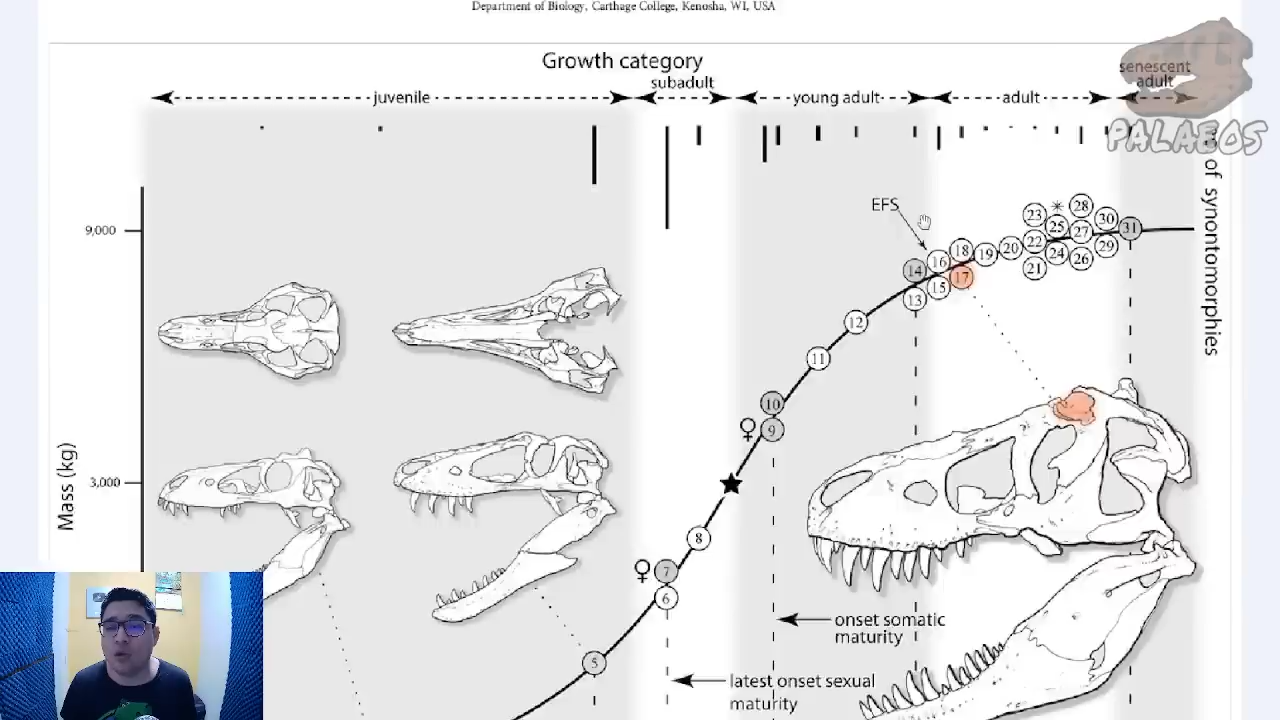 Department of Biology, Carthage College, Kenosha, WI, USA
Growth category
juvenile
subadult
young adult
adult
senescent
adult
PALAEOS
of synontomorphies
9,000
3,000
Mass (kg)
EFS
23
28
25
30
22
27
31
24
29
21
26
18
16
19
20
14
17
15
13
12
11
10
♀
9
8
♀
7
6
5
onset somatic
maturity
latest onset sexual
maturity